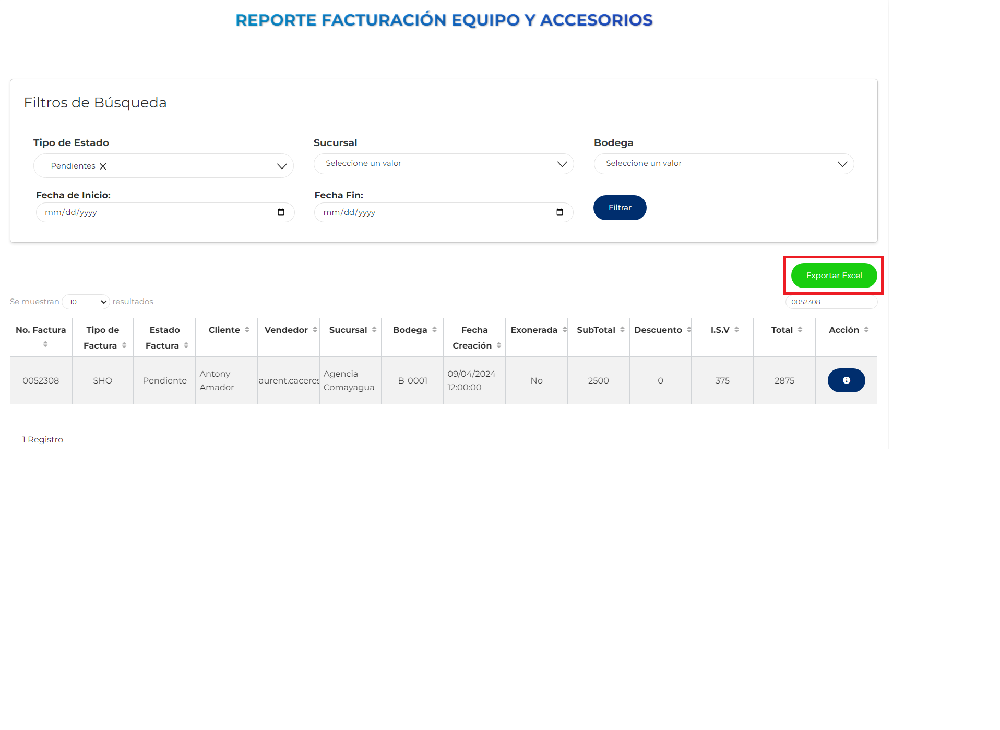 REPORTE FACTURACIÓN EQUIPO Y ACCESORIOS
Filtros de Búsqueda
Tipo de Estado
Sucursal
Bodega
Pendientes
Seleccione un valor
Seleccione un valor
Fecha de Inicio:
Fecha Fin:
mm/dd/yyyy
mm/dd/yyyy
Filtrar
Exportar Excel
Se muestran 10 resultados
0052308
No. Factura
Tipo de Factura
Estado Factura
Cliente
Vendedor
Sucursal
Bodega
Fecha Creación
Exonerada
SubTotal
Descuento
I.S.V
Total
Acción
0052308
SHO
Pendiente
Antony
Amador
aurent.caceres
Agencia
Comayagua
B-0001
09/04/2024
12:00:00
No
2500
0
375
2875
1 Registro